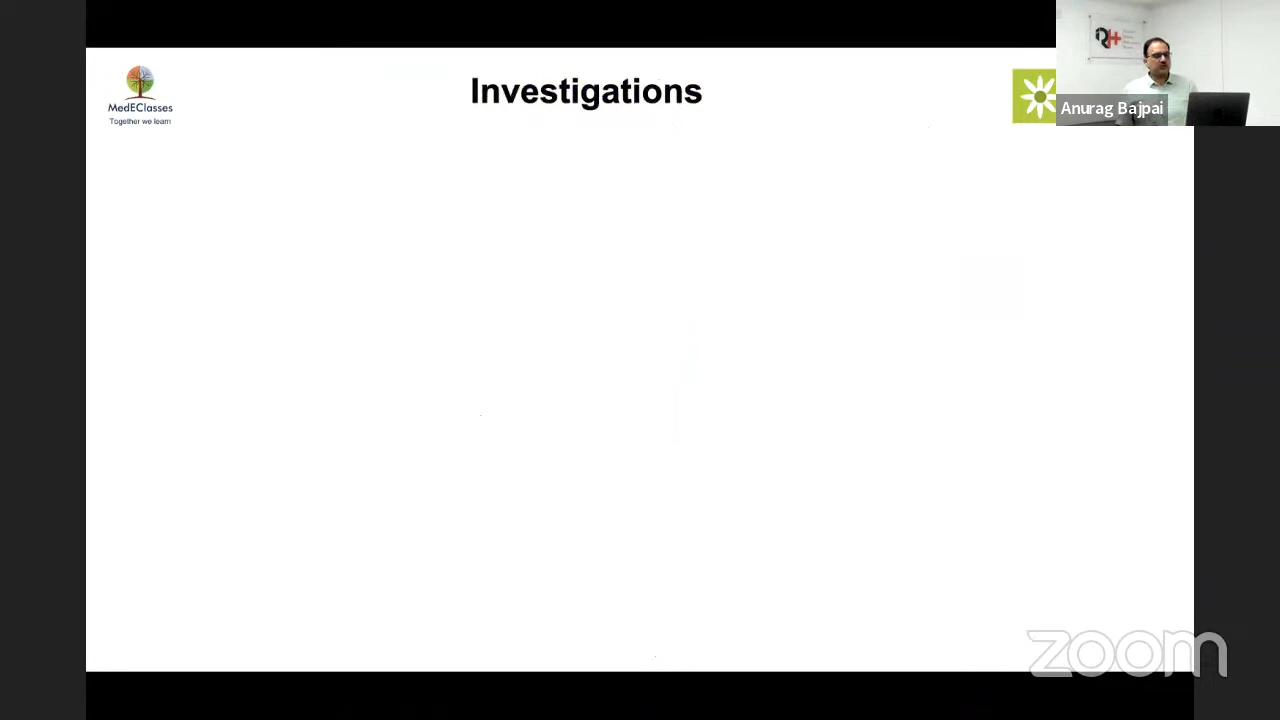 Investigations
MedEClasses
Together we learn
Anurag Bajpai
zoom